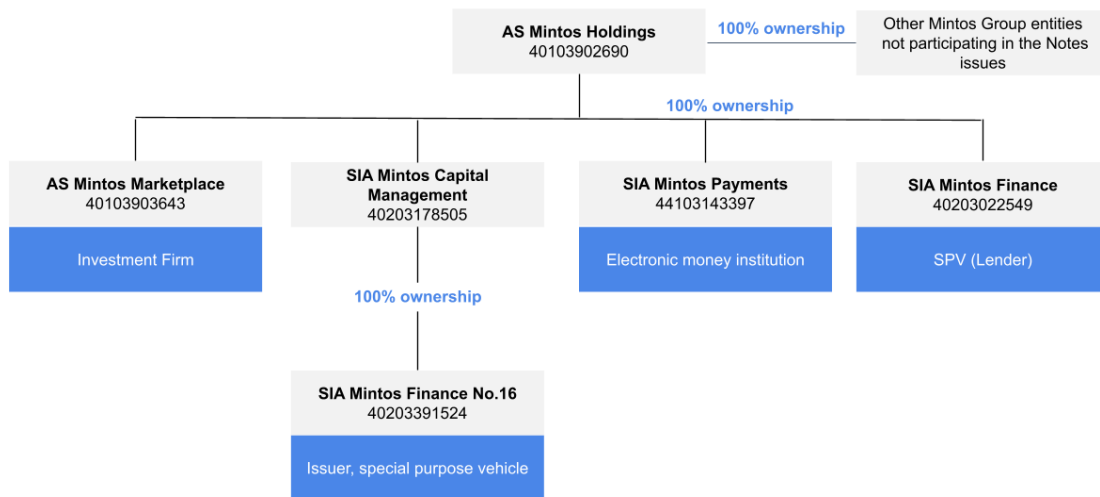 AS Mintos Holdings
40103902690
100% ownership
Other Mintos Group entities
not participating in the Notes
issues
100% ownership
AS Mintos Marketplace
40103903643
Investment Firm
SIA Mintos Capital
Management
40203178505
SIA Mintos Payments
44103143397
Electronic money institution
SIA Mintos Finance
40203022549
SPV (Lender)
100% ownership
SIA Mintos Finance No.16
40203391524
Issuer, special purpose vehicle